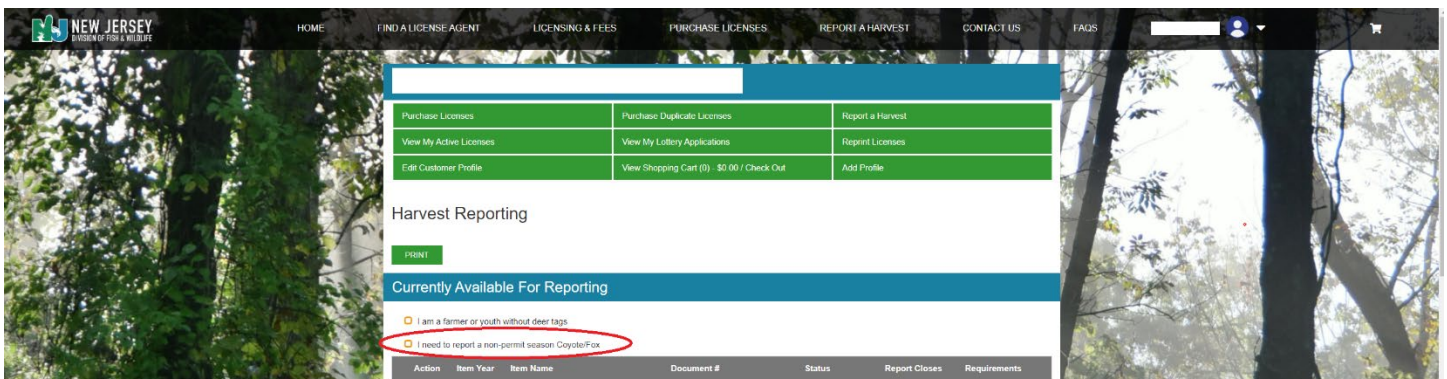 NEW JERSEY
DIVISION OF FISH & WILDLIFE
HOME FIND A LICENSE AGENT LICENSING & FEES PURCHASE LICENSES REPORT A HARVEST CONTACT US FAQS
Purchase Licenses Purchase Duplicate Licenses Report a Harvest
View My Active Licenses View My Lottery Applications Reprint Licenses
Edit Customer Profile View Shopping Cart (0) - $0.00 / Check Out Add Profile
Harvest Reporting
PRINT
Currently Available For Reporting
I am a farmer or youth without deer tags
I need to report a non-permit season Coyote/Fox
Action Item Year Item Name Document # Status Report Closes Requirements